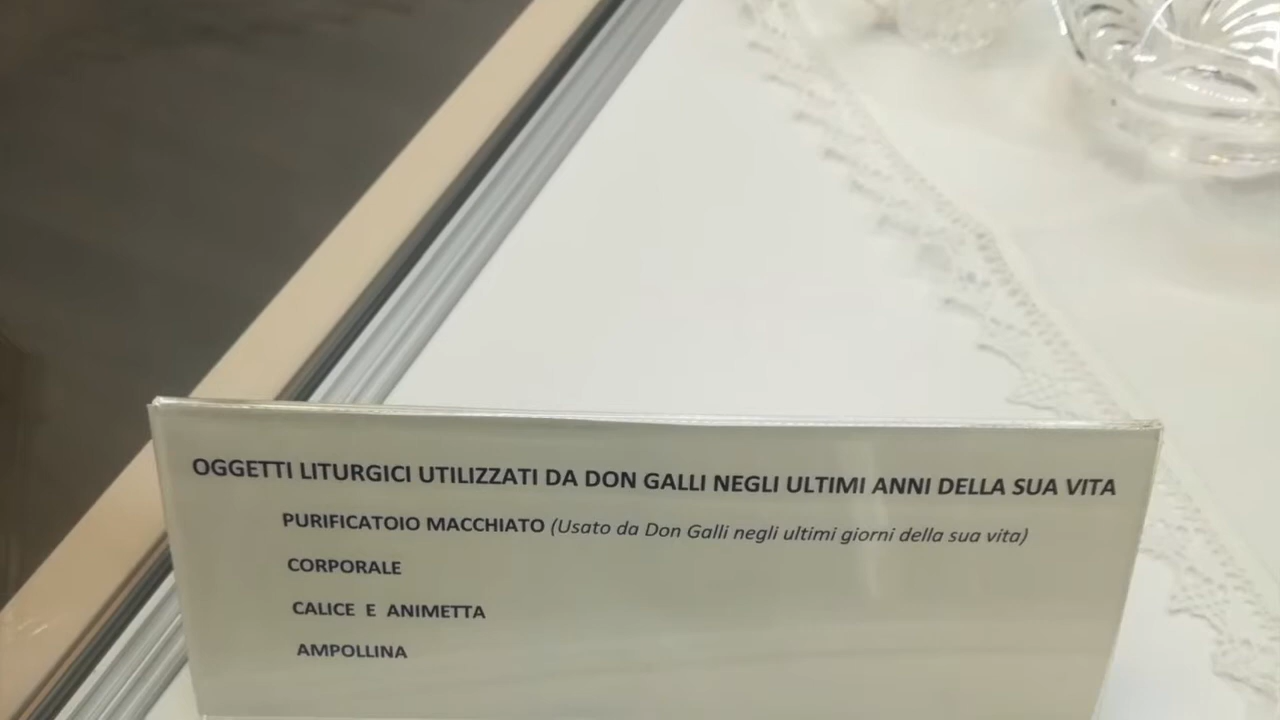 OGGETTI LITURGICI UTILIZZATI DA DON GALLI NEGLI ULTIMI ANNI DELLA SUA VITA
PURIFICATOIO MACCHIATO (Usato da Don Galli negli ultimi giorni della sua vita)
CORPORALE
CALICE E ANIMETTA
AMPOLLINA